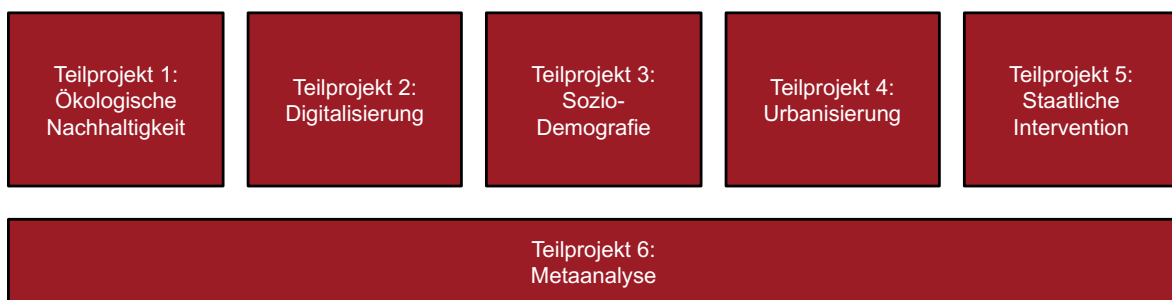 Teilprojekt 1:
Ökologische
Nachhaltigkeit
Teilprojekt 2:
Digitalisierung
Teilprojekt 3:
Sozio-
Demografie
Teilprojekt 4:
Urbanisierung
Teilprojekt 5:
Staatliche
Intervention
Teilprojekt 6:
Metaanalyse